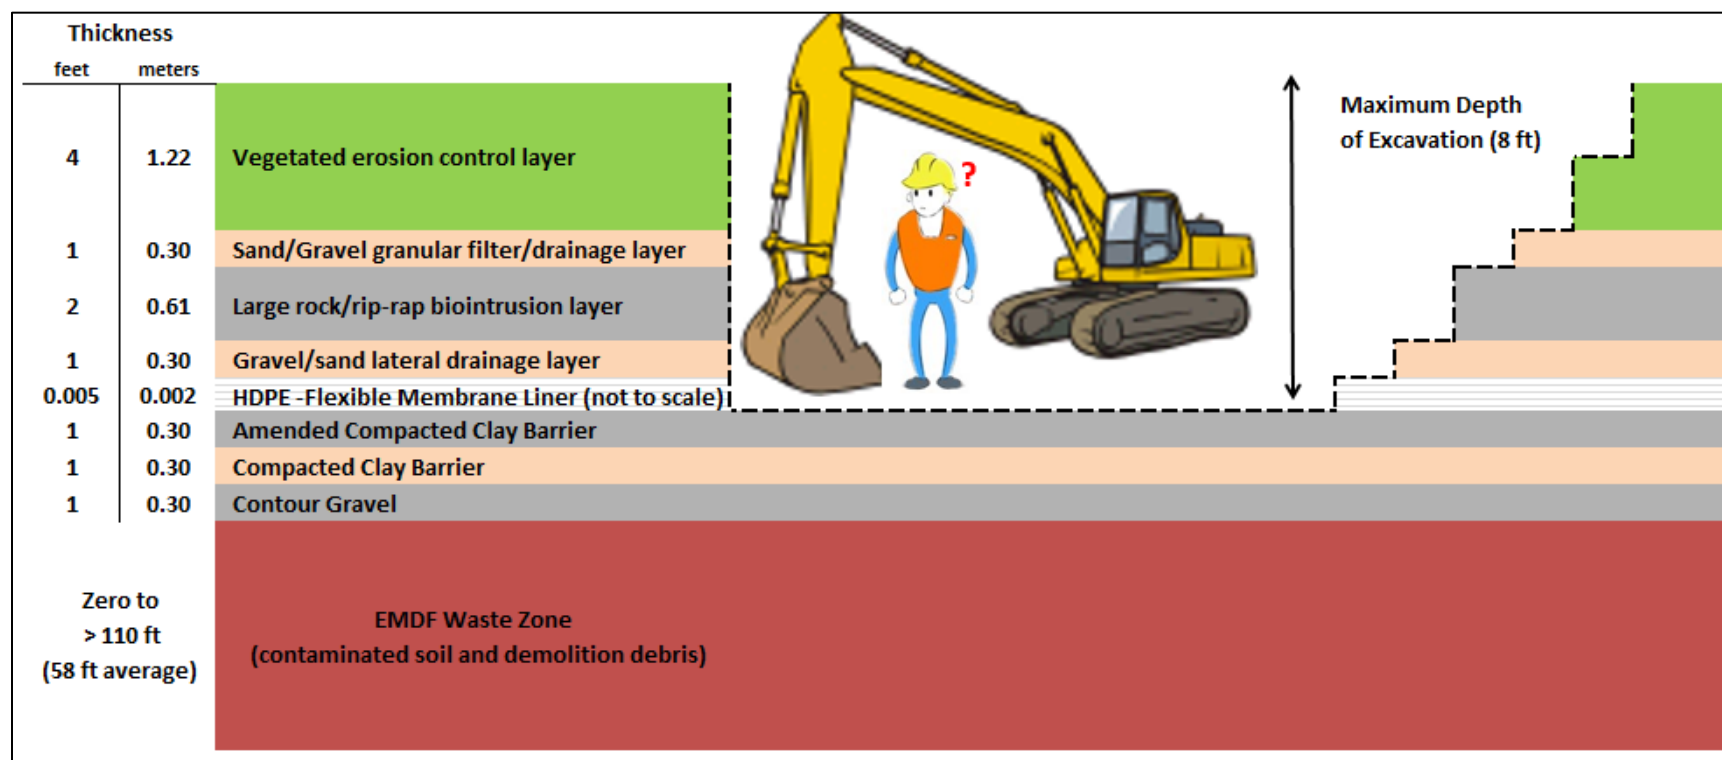 Thickness
feet meters
4 1.22 Vegetated erosion control layer
Maximum Depth
of Excavation (8 ft)
?
1 0.30 Sand/Gravel granular filter/drainage layer
2 0.61 Large rock/rip-rap biointrusion layer
1 0.30 Gravel/sand lateral drainage layer
0.005 0.002 HDPE -Flexible Membrane Liner (not to scale)
1 0.30 Amended Compacted Clay Barrier
1 0.30 Compacted Clay Barrier
1 0.30 Contour Gravel
Zero to
> 110 ft
(58 ft average)
EMDF Waste Zone
(contaminated soil and demolition debris)